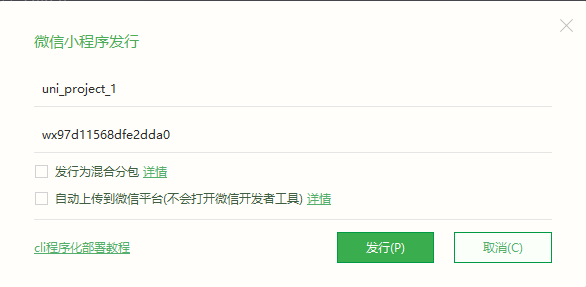 微信小程序发行
uni_project_1
wx97d11568dfe2dda0
发行为混合分包 详情
自动上传到微信平台(不会打开微信开发者工具) 详情
cli程序化部署教程 发行(P) 取消(C)